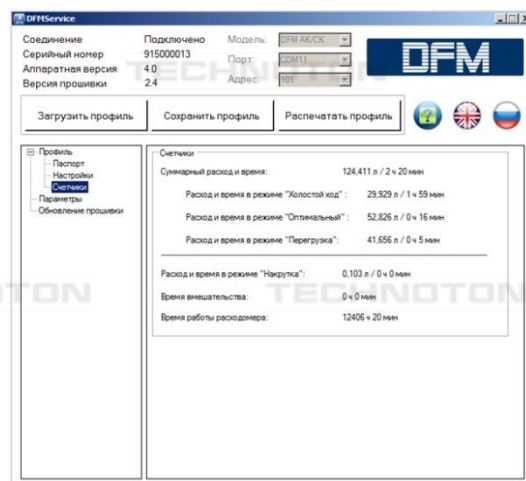 DFMService
Соединение Подключено Модель: DFM AK/CK
Серийный номер 915000013 Порт: COM11
Аппаратная версия 4.0 Адрес: 101
Версия прошивки 2.4
DFM
Загрузить профиль Сохранить профиль Распечатать профиль
Профиль
Паспорт
Настройки
Счетчики
Параметры
Обновление прошивки
Счетчики
Суммарный расход и время: 124,411 л / 2 ч 20 мин
Расход и время в режиме "Холостой ход" : 29,929 л / 1 ч 59 мин
Расход и время в режиме "Оптимальный" : 52,826 л / 0 ч 16 мин
Расход и время в режиме "Перегрузка": 41,656 л / 0 ч 5 мин
Расход и время в режиме "Накрутка": 0,103 л / 0 ч 0 мин
Время вмешательства: 0 ч 0 мин
Время работы расходомера: 12406 ч 20 мин
TECHNOTON